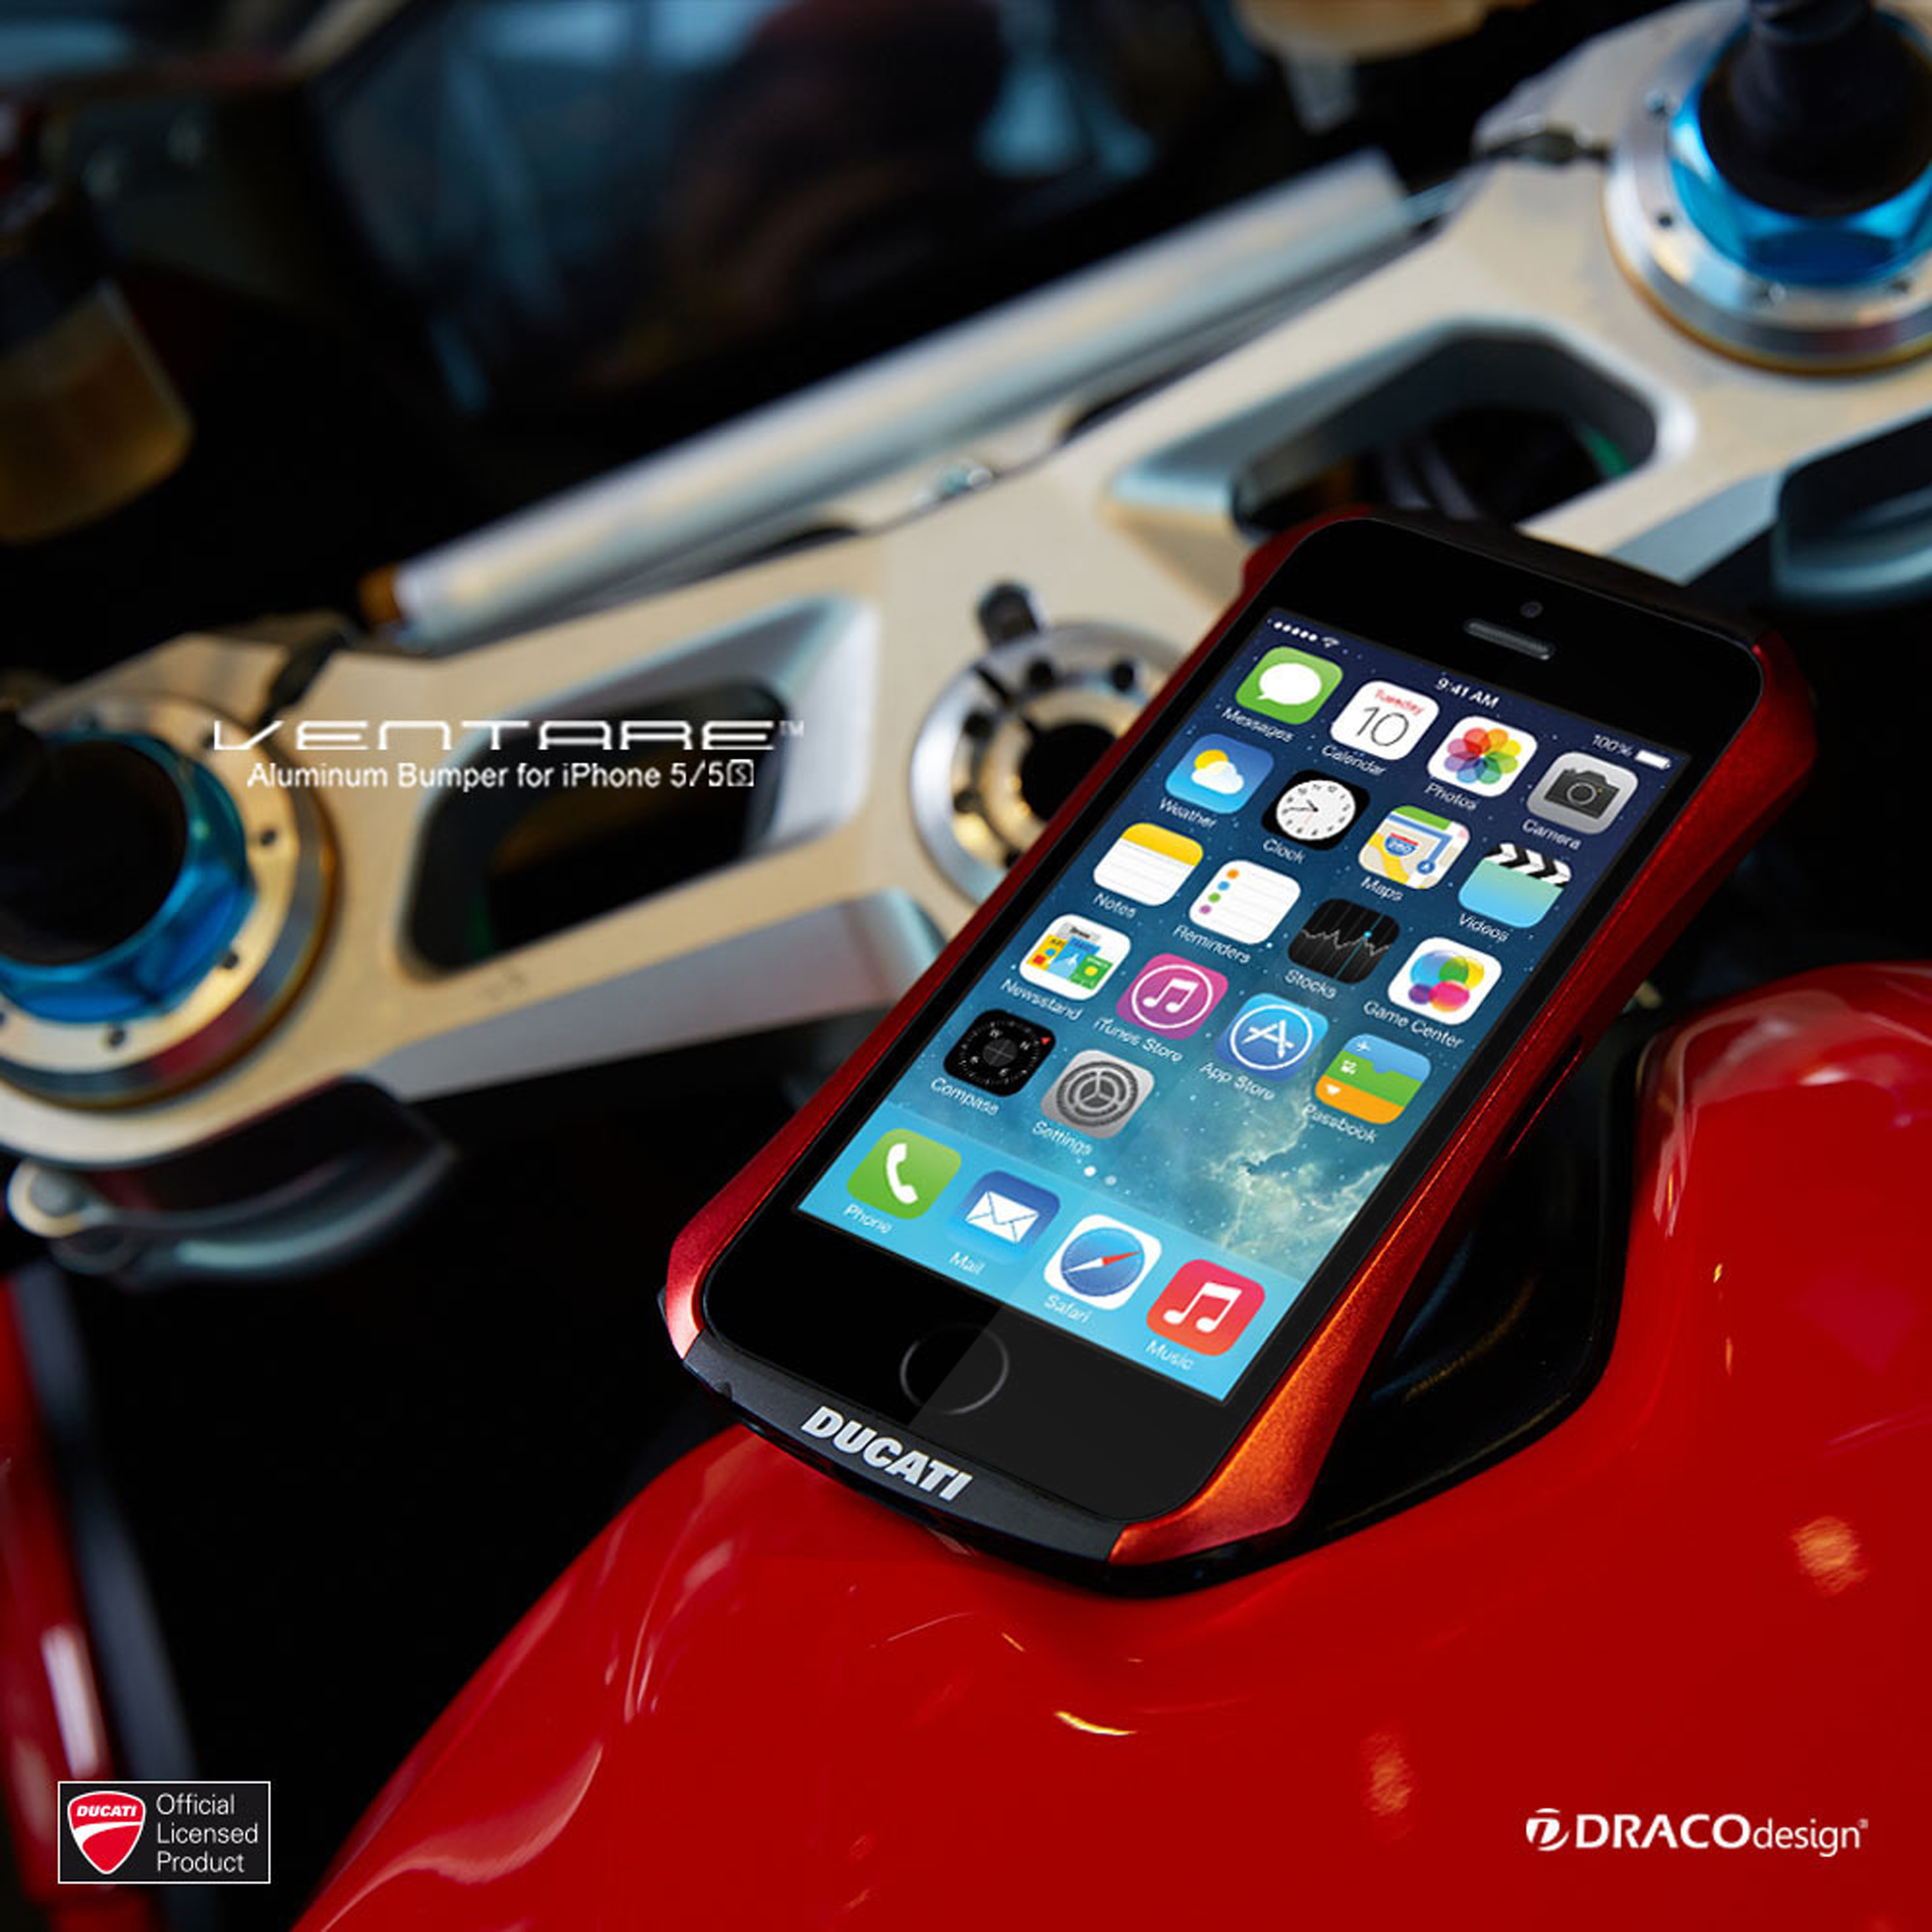 VENTARE™
Aluminum Bumper for iPhone 5/5S
9:41 AM
100%
Messages
Tuesday
10
Calendar
Photos
Camera
Weather
Clock
Maps
Videos
Notes
Reminders
Stocks
Game Center
Newsstand
iTunes Store
App Store
Passbook
Compass
Settings
Phone
Mail
Safari
Music
DUCATI
DUCATI
Official
Licensed
Product
DRACOdesign